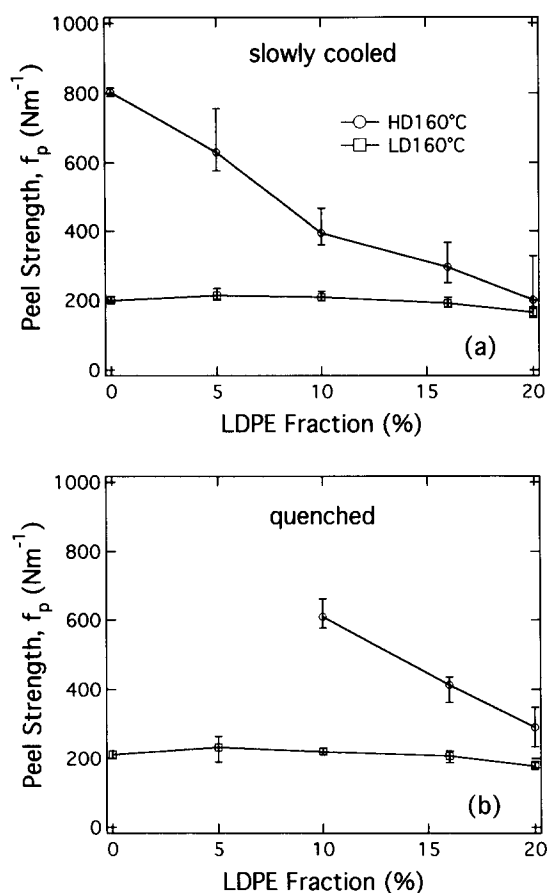 1000
800
600
400
200
0
Peel Strength, f_p (Nm⁻¹)
slowly cooled
HD160°C
LD160°C
(a)
0 5 10 15 20
LDPE Fraction (%)
1000
800
600
400
200
0
Peel Strength, f_p (Nm⁻¹)
quenched
(b)
0 5 10 15 20
LDPE Fraction (%)